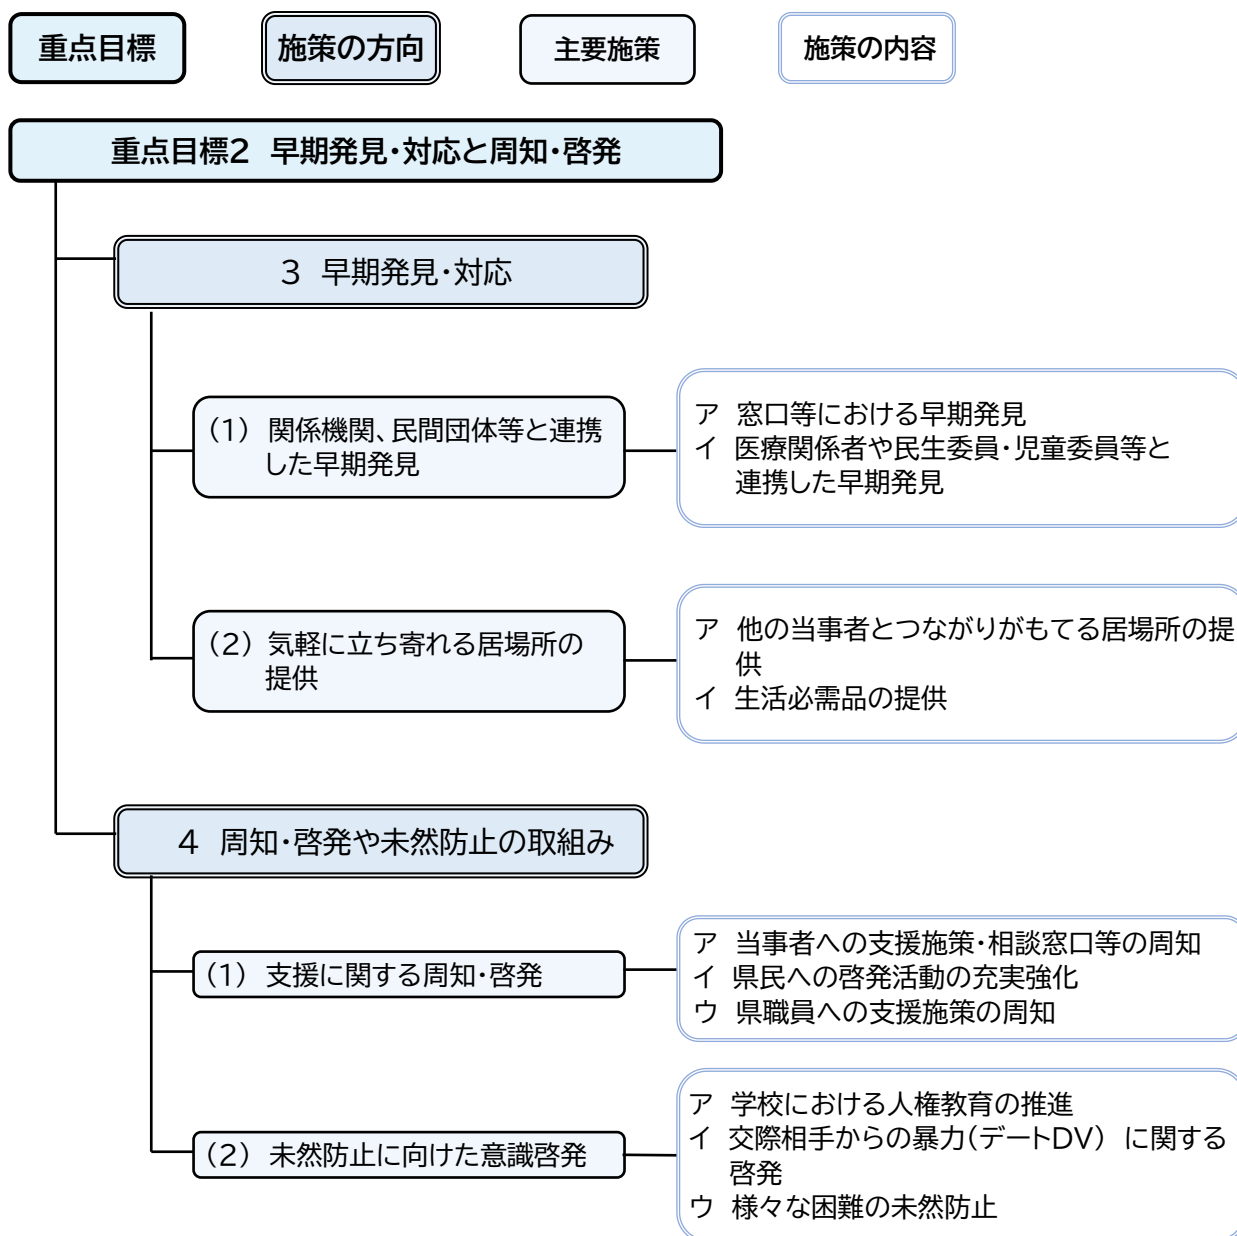 重点目標
施策の方向
主要施策
施策の内容
重点目標2 早期発見・対応と周知・啓発
3 早期発見・対応
(1) 関係機関、民間団体等と連携
した早期発見
ア 窓口等における早期発見
イ 医療関係者や民生委員・児童委員等と
連携した早期発見
(2) 気軽に立ち寄れる居場所の
提供
ア 他の当事者とつながりがもてる居場所の提
供
イ 生活必需品の提供
4 周知・啓発や未然防止の取組み
(1) 支援に関する周知・啓発
ア 当事者への支援施策・相談窓口等の周知
イ 県民への啓発活動の充実強化
ウ 県職員への支援施策の周知
(2) 未然防止に向けた意識啓発
ア 学校における人権教育の推進
イ 交際相手からの暴力(デートDV) に関する
啓発
ウ 様々な困難の未然防止